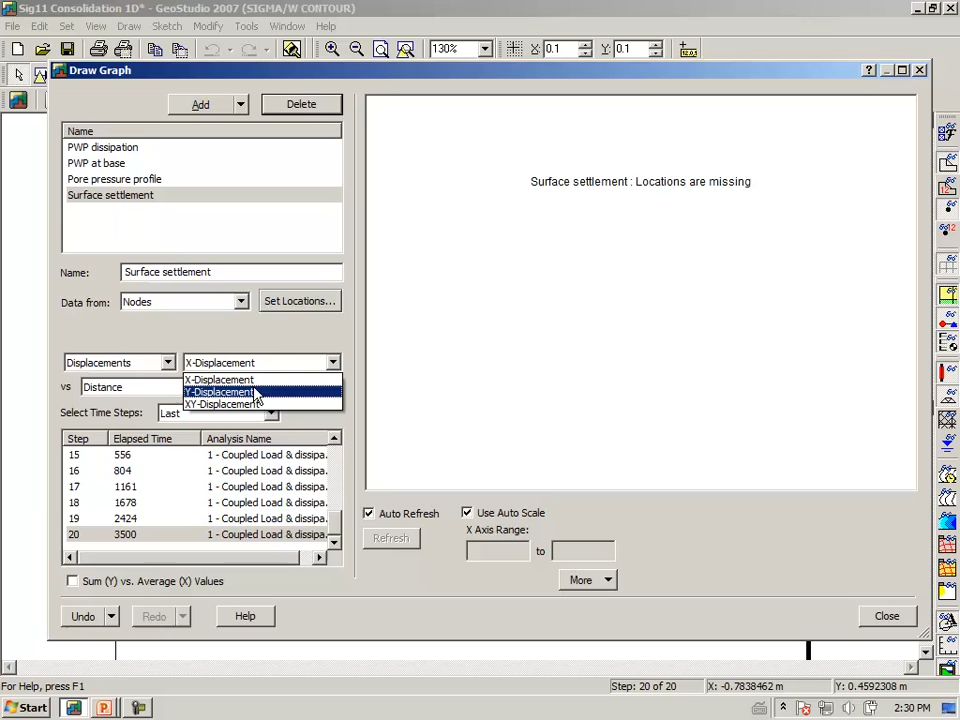 Sig11 Consolidation 1D* - GeoStudio 2007 (SIGMA/W CONTOUR)
File Edit Set View Draw Sketch Modify Tools Window Help
130% X: 0.1 Y: 0.1
Draw Graph
Add Delete
Name
PWP dissipation
PWP at base
Pore pressure profile
Surface settlement
Surface settlement : Locations are missing
Name: Surface settlement
Data from: Nodes Set Locations...
Displacements X-Displacement
X-Displacement
vs Distance Y-Displacement
XY-Displacement
Select Time Steps: Last
Step Elapsed Time Analysis Name
15 556 1 - Coupled Load & dissipa.
16 804 1 - Coupled Load & dissipa.
17 1161 1 - Coupled Load & dissipa.
18 1678 1 - Coupled Load & dissipa.
19 2424 1 - Coupled Load & dissipa.
20 3500 1 - Coupled Load & dissipa.
Auto Refresh Use Auto Scale
X Axis Range:
Refresh to
More
Sum (Y) vs. Average (X) Values
Undo Redo Help Close
For Help, press F1 Step: 20 of 20 X: -0.7838462 m Y: 0.4592308 m
Start 2:30 PM